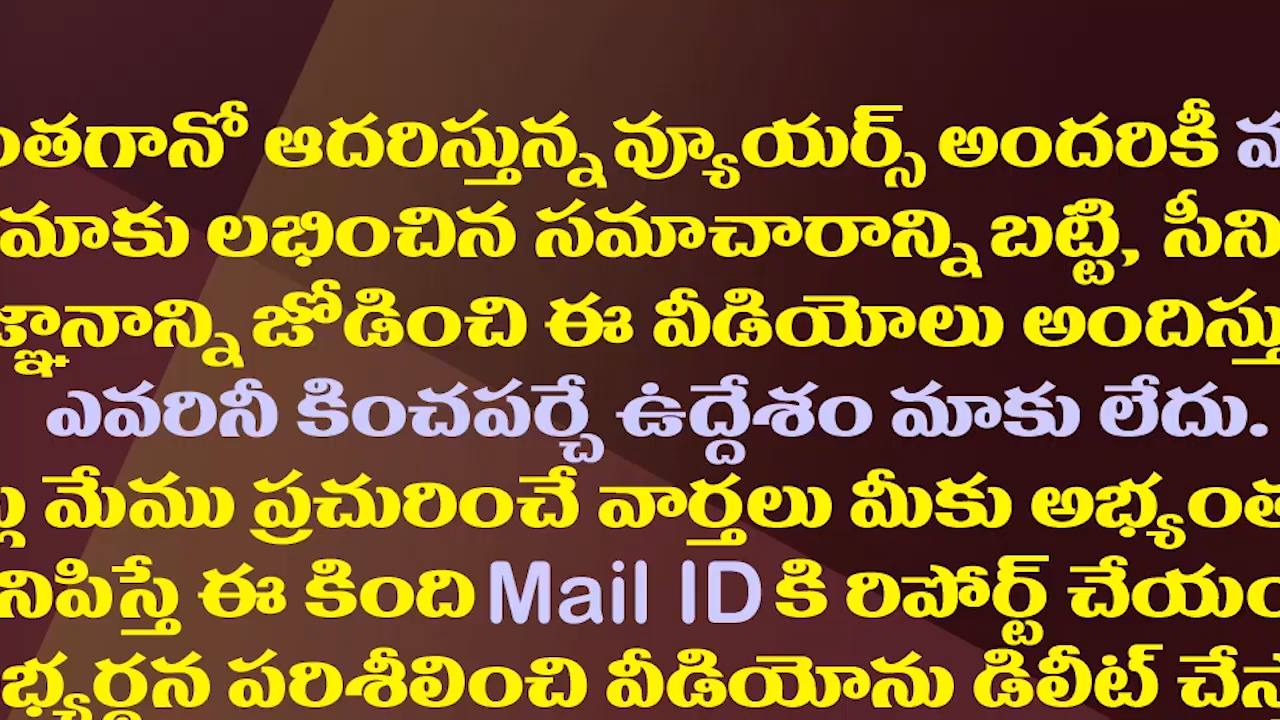 ఆదరిస్తున్న వ్యూయర్స్ అందరికీ
మాకు లభించిన సమాచారాన్ని బట్టి,
జోడించి ఈ వీడియోలు
ఎవరినీ కించపర్చే ఉద్దేశం మాకు లేదు.
మేము ప్రచురించే వార్తలు మీకు
ఈ కింది Mail ID కి రిపోర్ట్
పరిశీలించి వీడియోను డిలీట్